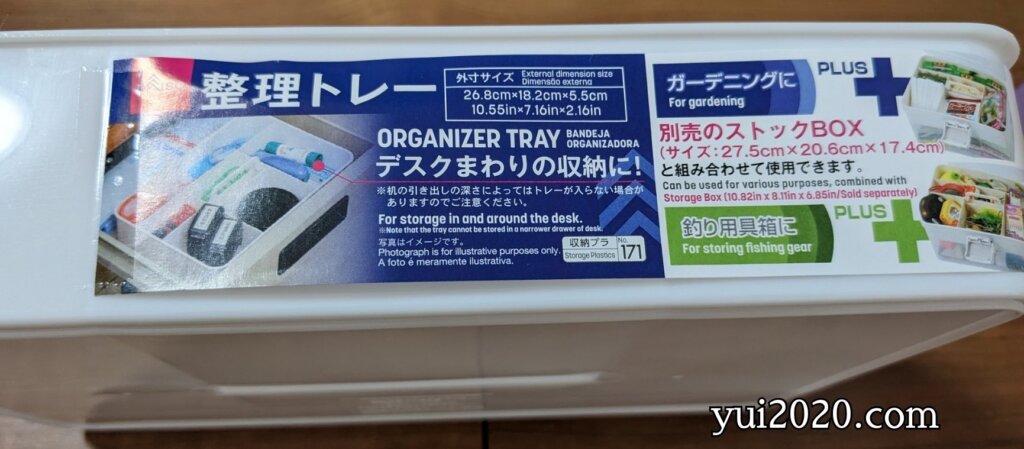 整理トレー
外寸サイズ External dimension size
Dimensão externa
26.8cm×18.2cm×5.5cm
10.55in×7.16in×2.16in
ORGANIZER TRAY BANDEJA ORGANIZADORA
デスクまわりの収納に!
※机の引き出しの深さによってはトレーが入らない場合が
ありますのでご注意ください。
For storage in and around the desk.
※Note that the tray cannot be stored in a narrower drawer of desk.
写真はイメージです。
Photograph is for illustrative purposes only.
A foto é meramente ilustrativa.
収納プラ
Storage Plastics
No.
171
ガーデニングに
For gardening
PLUS
別売のストックBOX
(サイズ:27.5cm×20.6cm×17.4cm)
と組み合わせて使用できます。
Can be used for various purposes, combined with
Storage Box (10.82in x 8.11in x 6.85in/Sold separately)
釣り用具箱に
For storing fishing gear
PLUS
yui2020.com